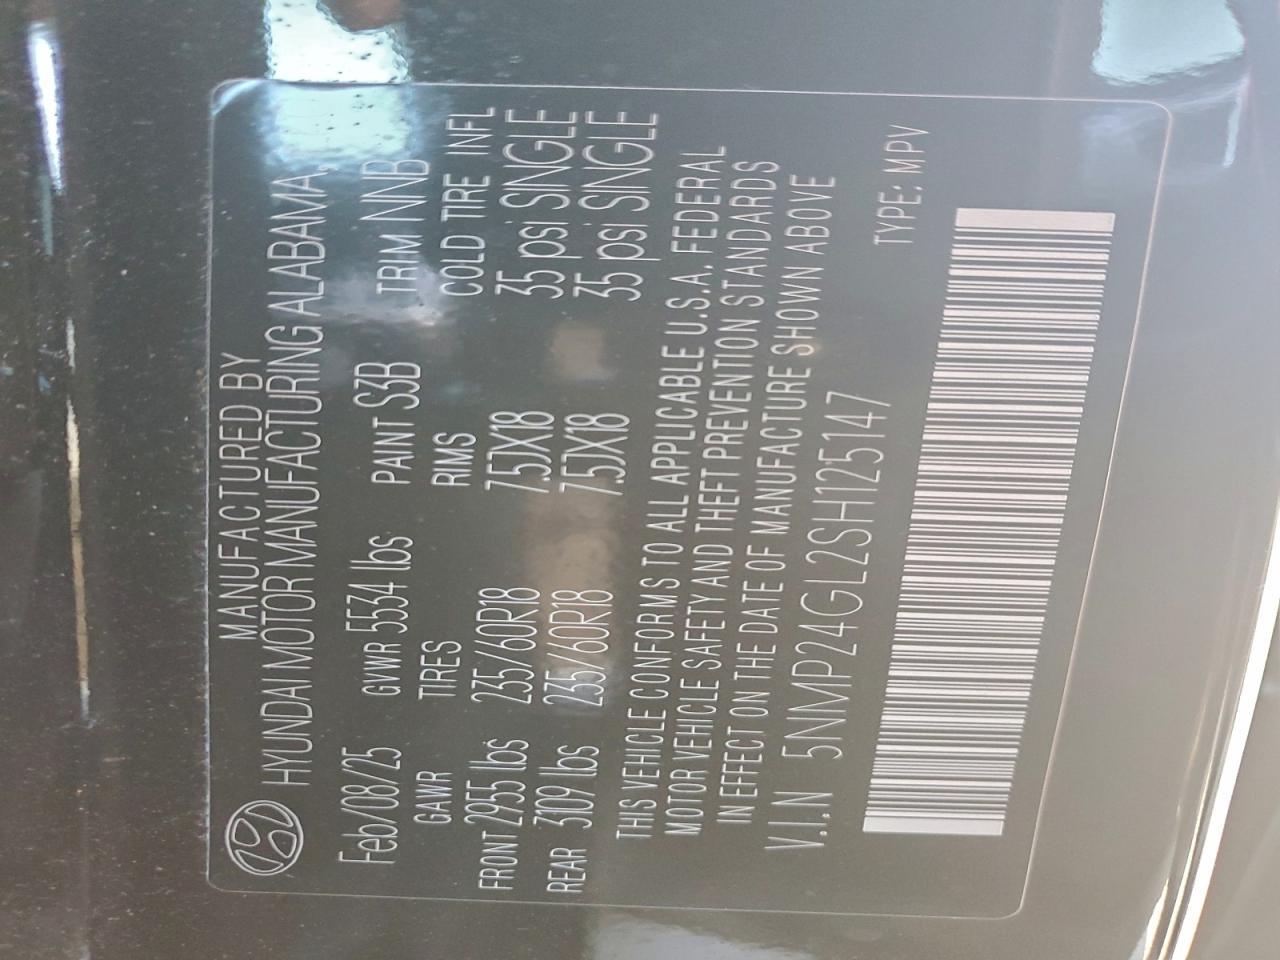 MANUFACTURED BY
HYUNDAI MOTOR MANUFACTURING ALABAMA,
Feb/08/25 GWR 5534 lbs PAINT S3B TRIM NNB
GAWR TIRES RIMS COLD TIRE INFL
FRONT 2955 lbs 235/60R18 7.5JX18 35 psi SINGLE
REAR 3109 lbs 235/60R18 7.5JX18 35 psi SINGLE
THIS VEHICLE CONFORMS TO ALL APPLICABLE U.S.A. FEDERAL
MOTOR VEHICLE SAFETY AND THEFT PREVENTION STANDARDS
IN EFFECT ON THE DATE OF MANUFACTURE SHOWN ABOVE
V.I.N 5NMP24GL2SH125147
TYPE: MPV